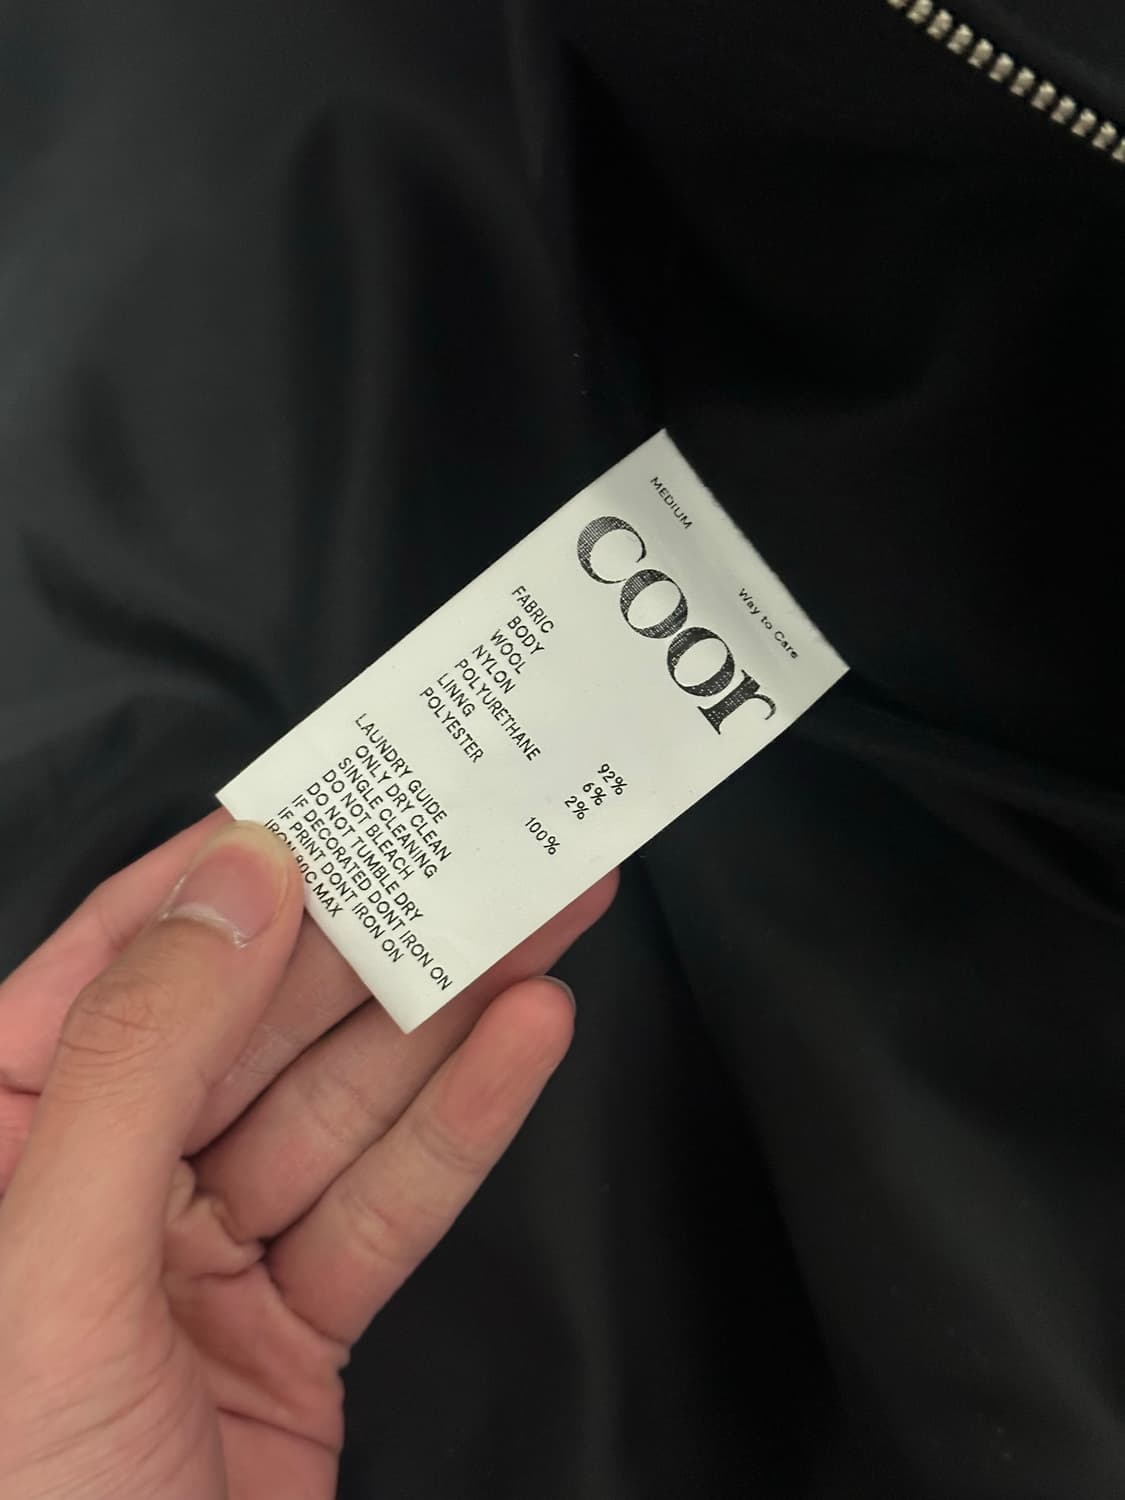 MEDIUM
Way to Care
coor
FABRIC
BODY
WOOL 92%
NYLON 6%
POLYURETHANE 2%
LINNG
POLYESTER 100%
LAUNDRY GUIDE
ONLY DRY CLEAN
SINGLE CLEANING
DO NOT BLEACH
DO NOT TUMBLE DRY
IF DECORATED DONT IRON ON
IF PRINT DONT IRON ON
IRON 80C MAX